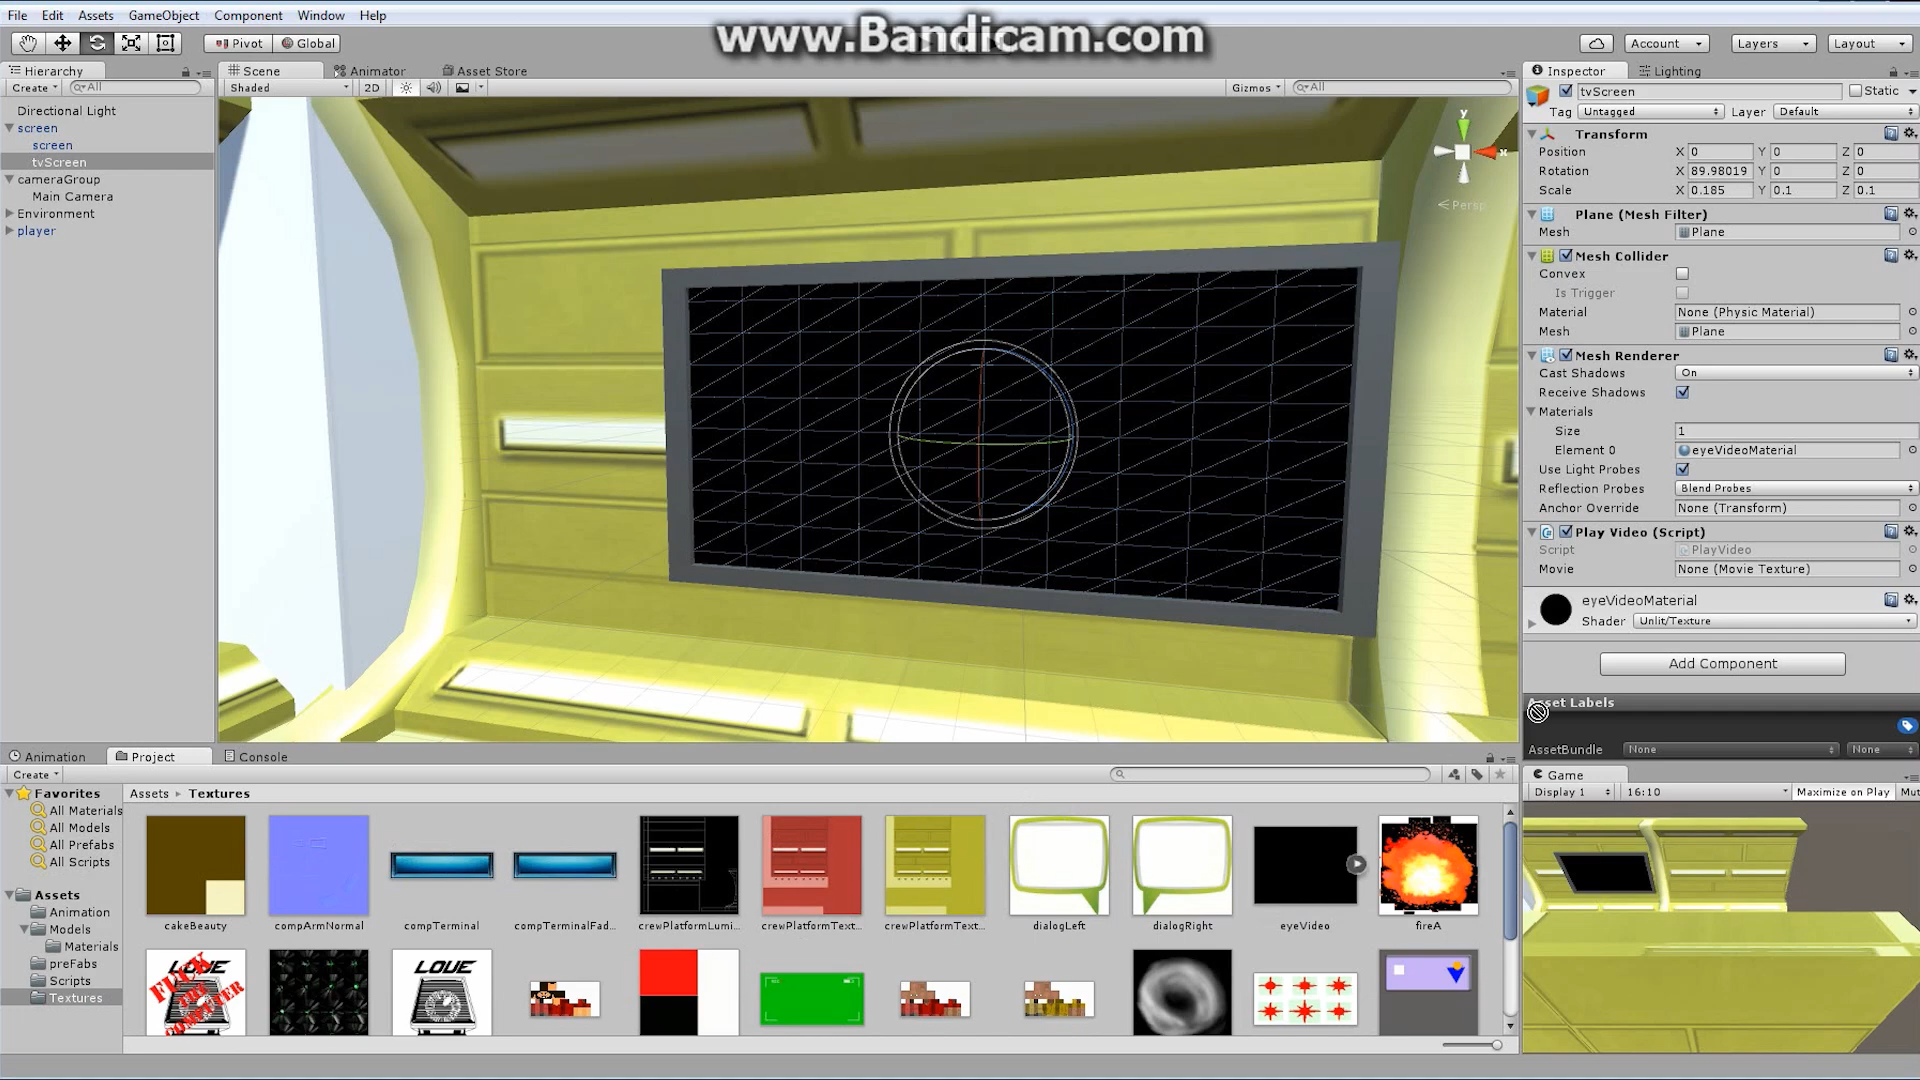 File Edit Assets GameObject Component Window Help
www.Bandicam.com
Pivot Global
Account Layers Layout
Hierarchy
Create All
Directional Light
screen
screen
tvScreen
cameraGroup
Main Camera
Environment
player
Scene Animator Asset Store
Shaded 2D Gizmos All
y
x
Persp
Inspector Lighting
tvScreen Static
Tag Untagged Layer Default
Transform
Position X 0 Y 0 Z 0
Rotation X 89.98019 Y 0 Z 0
Scale X 0.185 Y 0.1 Z 0.1
Plane (Mesh Filter)
Mesh Plane
Mesh Collider
Convex
Is Trigger
Material None (Physic Material)
Mesh Plane
Mesh Renderer
Cast Shadows On
Receive Shadows
Materials
Size 1
Element 0 eyeVideoMaterial
Use Light Probes
Reflection Probes Blend Probes
Anchor Override None (Transform)
Play Video (Script)
Script PlayVideo
Movie None (Movie Texture)
eyeVideoMaterial
Shader Unlit/Texture
Add Component
Asset Labels
AssetBundle None None
Game
Display 1 16:10 Maximize on Play Mut
Animation Project Console
Create
Favorites
All Materials
All Models
All Prefabs
All Scripts
Assets
Animation
Models
Materials
preFabs
Scripts
Textures
Assets Textures
cakeBeauty compArmNormal compTerminal compTerminalFad... crewPlatformLumi... crewPlatformText... crewPlatformText... dialogLeft dialogRight eyeVideo fireA
LOVE
LOVE